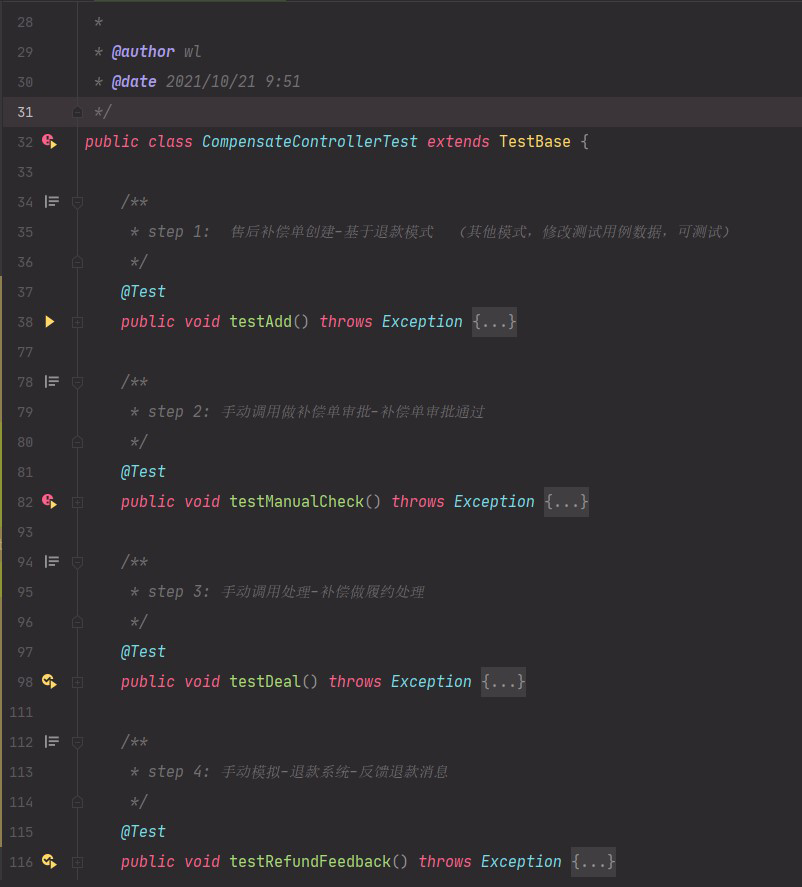 28 *
29 * @author wl
30 * @date 2021/10/21 9:51
31 */
32 public class CompensateControllerTest extends TestBase {
33
34 /**
35 * step 1:  售后补偿单创建-基于退款模式  （其他模式，修改测试用例数据，可测试）
36 */
37 @Test
38 public void testAdd() throws Exception {...}
77
78 /**
79 * step 2: 手动调用做补偿单审批-补偿单审批通过
80 */
81 @Test
82 public void testManualCheck() throws Exception {...}
93
94 /**
95 * step 3: 手动调用处理-补偿做履约处理
96 */
97 @Test
98 public void testDeal() throws Exception {...}
111
112 /**
113 * step 4: 手动模拟-退款系统-反馈退款消息
114 */
115 @Test
116 public void testRefundFeedback() throws Exception {...}